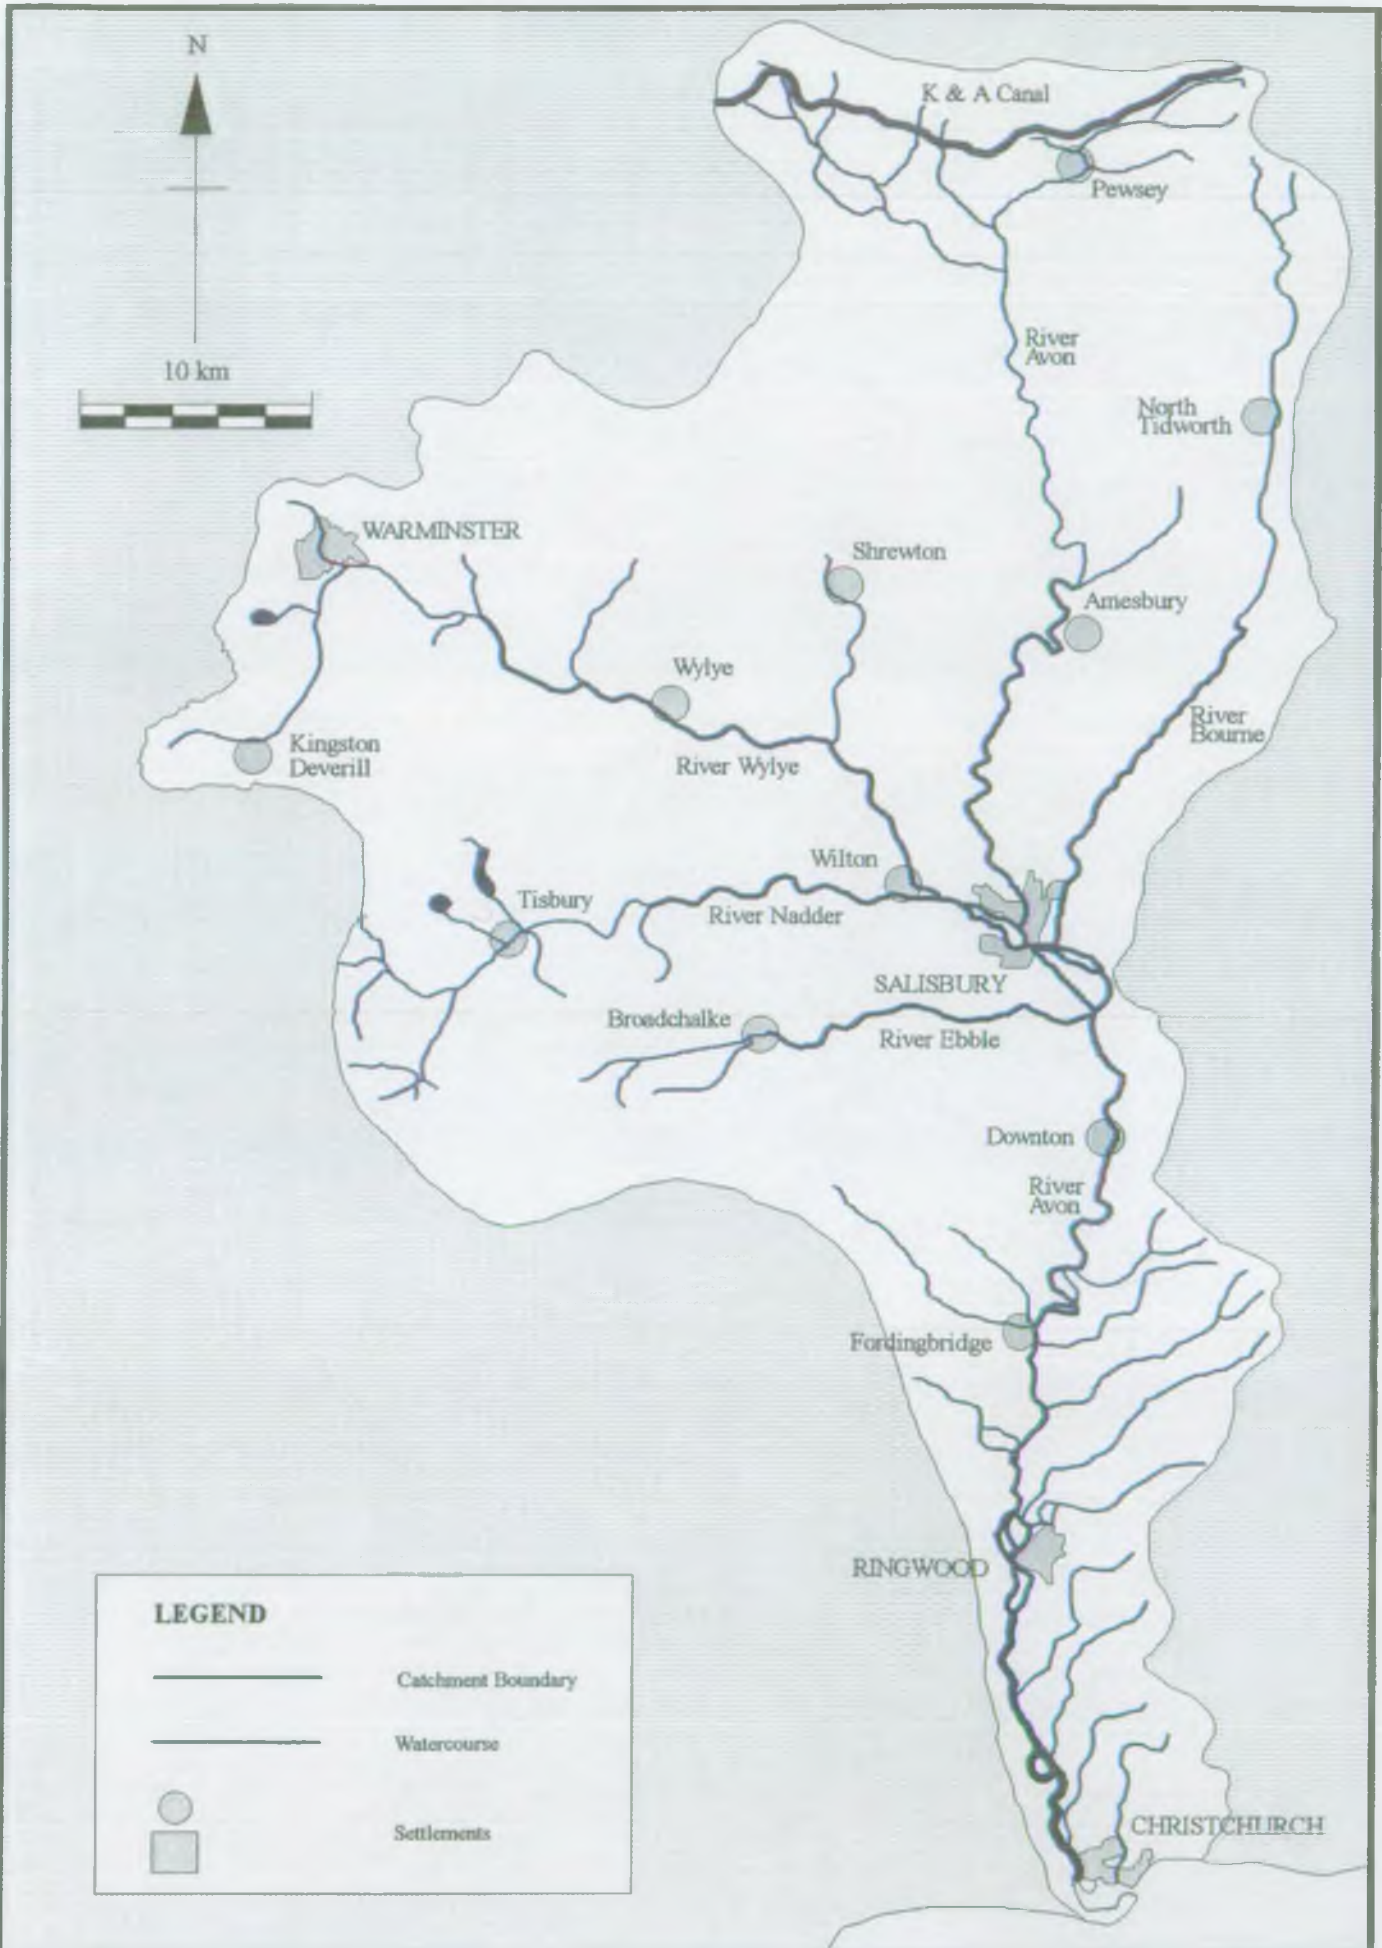 N
K & A Canal
Pewsey
River
Avon
10 km
North
Tidworth
WARMINSTER
Shrewton
Amesbury
Wylye
River
Bourne
Kingston
Deverill
River Wylye
Wilton
Tisbury
River Nadder
SALISBURY
Broadchalke
River Ebble
Downton
River
Avon
Fordingbridge
RINGWOOD
LEGEND
Catchment Boundary
Watercourse
Settlements
CHRISTCHURCH